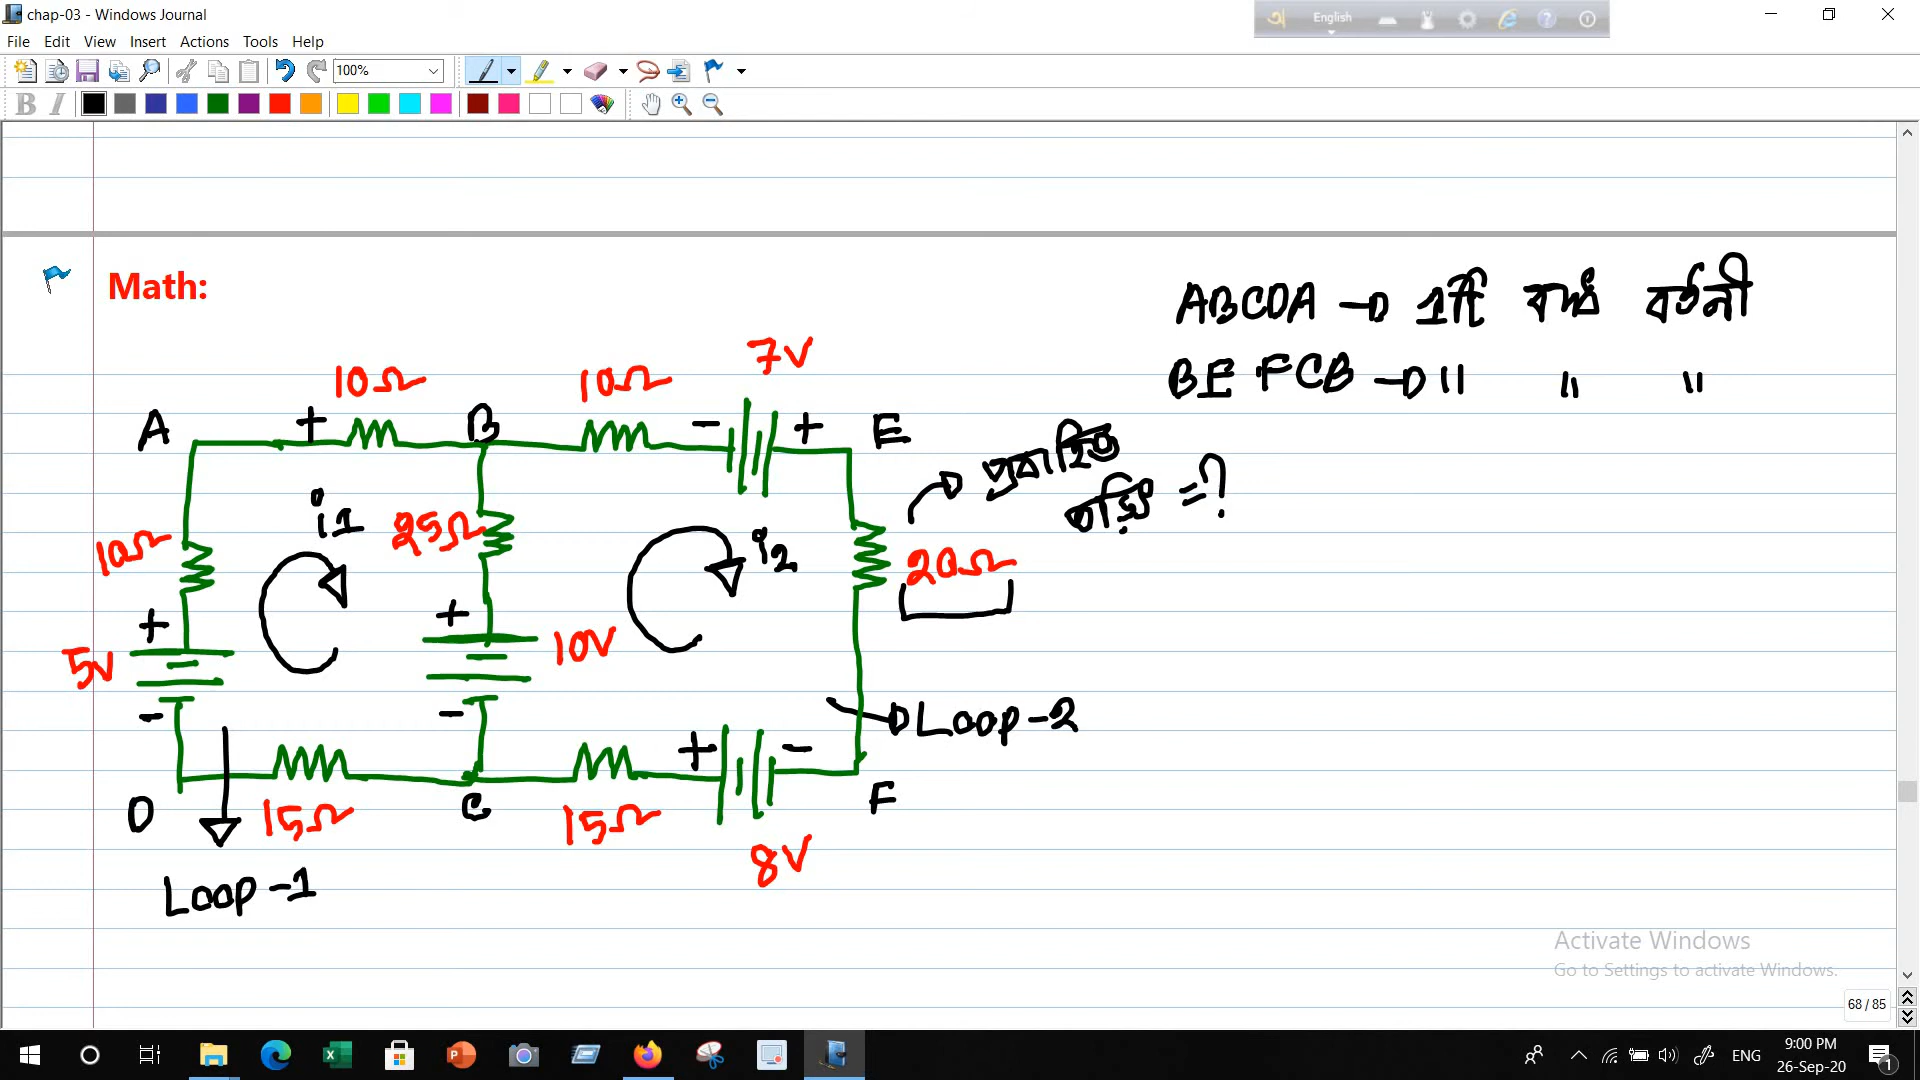 chap-03 - Windows Journal
English
File Edit View Insert Actions Tools Help
100%
B I
Math:
ABCDA → 1টি বদ্ধ বর্তনী
BEFCB → " " "
7V
10Ω 10Ω
A + B - + E
প্রবাহিত
তড়িৎ = ?
i1 25Ω i2
10Ω 20Ω
+ +
5V 10V
- -
Loop-2
+ -
D 15Ω C 15Ω F
8V
Loop-1
Activate Windows
Go to Settings to activate Windows.
68 / 85
9:00 PM
ENG
26-Sep-20
1